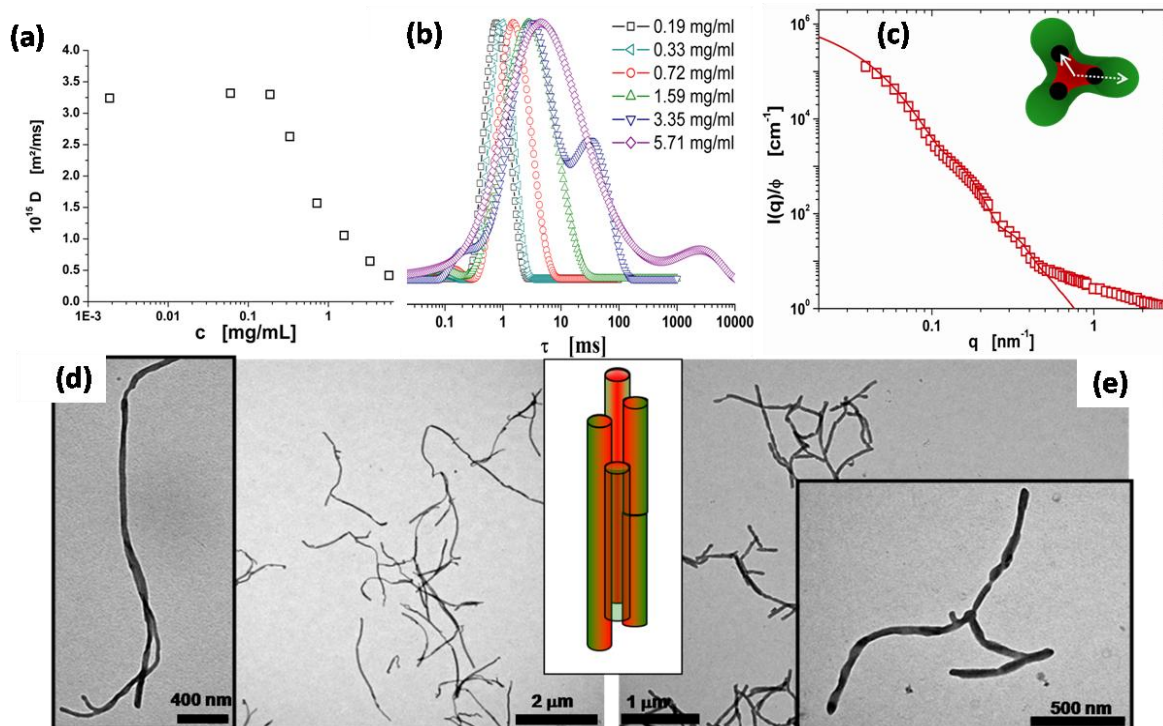 (a)
4.0
3.5
3.0
2.5
2.0
1.5
1.0
0.5
0.0
10¹⁵ D [m²/ms]
1E-3 0.01 0.1 1
c [mg/mL]
(b)
0.19 mg/ml
0.33 mg/ml
0.72 mg/ml
1.59 mg/ml
3.35 mg/ml
5.71 mg/ml
0.1 1 10 100 1000 10000
τ [ms]
(c)
10⁶
10⁴
10²
10⁰
I(q)/ϕ [cm⁻¹]
0.1 1
q [nm⁻¹]
(d)
400 nm
2 µm
(e)
1 µm
500 nm